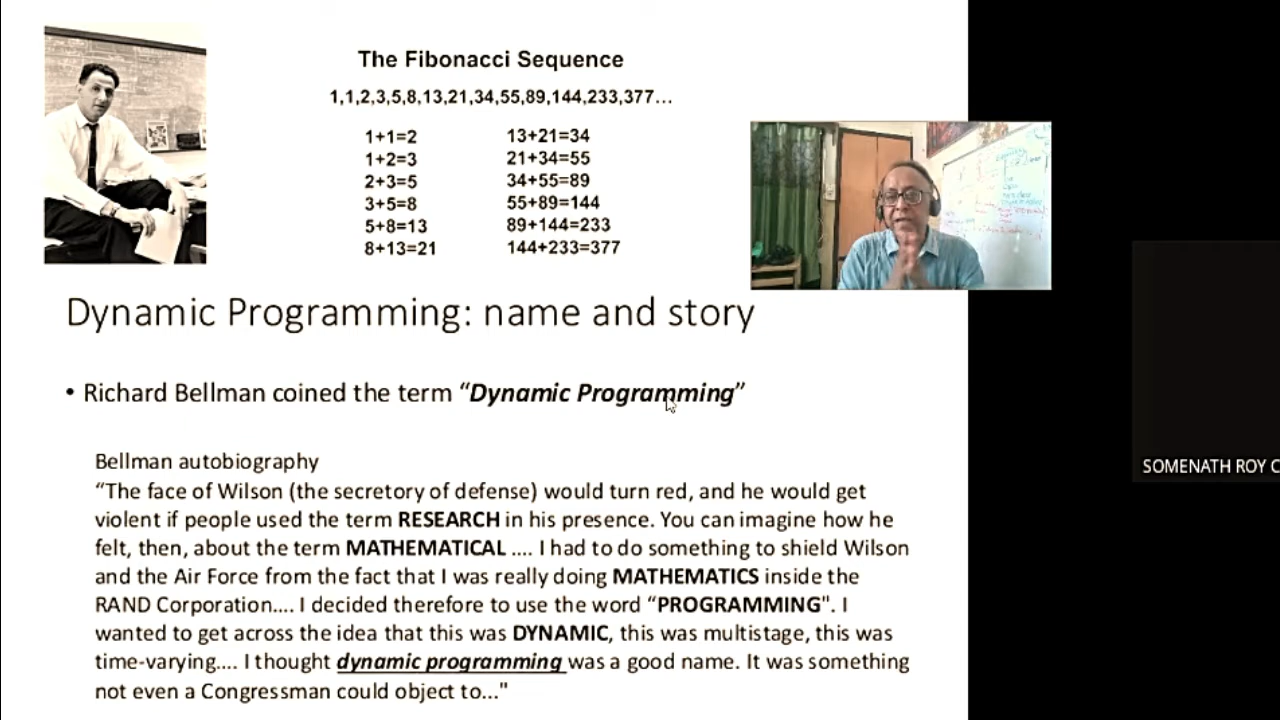 The Fibonacci Sequence
1,1,2,3,5,8,13,21,34,55,89,144,233,377...
1+1=2
1+2=3
2+3=5
3+5=8
5+8=13
8+13=21
13+21=34
21+34=55
34+55=89
55+89=144
89+144=233
144+233=377
Dynamic Programming: name and story
• Richard Bellman coined the term “Dynamic Programming”
Bellman autobiography
“The face of Wilson (the secretory of defense) would turn red, and he would get
violent if people used the term RESEARCH in his presence. You can imagine how he
felt, then, about the term MATHEMATICAL .... I had to do something to shield Wilson
and the Air Force from the fact that I was really doing MATHEMATICS inside the
RAND Corporation.... I decided therefore to use the word “PROGRAMMING". I
wanted to get across the idea that this was DYNAMIC, this was multistage, this was
time-varying.... I thought dynamic programming was a good name. It was something
not even a Congressman could object to..."
SOMENATH ROY C